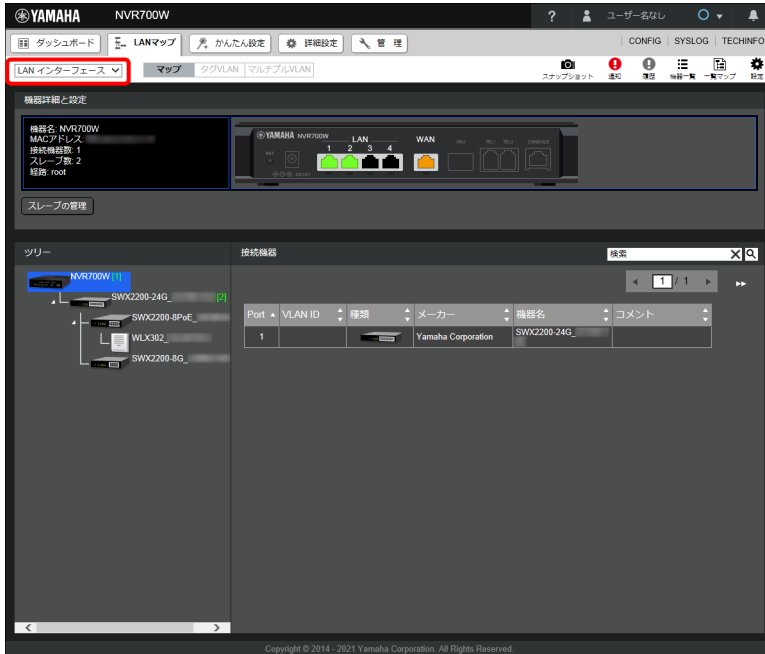 YAMAHA NVR700W ? ユーザー名なし
ダッシュボード LANマップ かんたん設定 詳細設定 管 理 CONFIG SYSLOG TECHINFO
LAN インターフェース マップ タグVLAN マルチプルVLAN スナップショット 通知 履歴 機器一覧 一覧マップ 設定
機器詳細と設定
機器名: NVR700W
MACアドレス:
接続機器数: 1
スレーブ数: 2
経路: root
YAMAHA NVR700W LAN WAN ONU TEL1 TEL2 CONSOLE
1 2 3 4
スレーブの管理
ツリー 接続機器 検索
NVR700W [1] 1 / 1
SWX2200-24G_ [2]
SWX2200-8PoE_
WLX302_
SWX2200-8G_
Port VLAN ID 種類 メーカー 機器名 コメント
1 Yamaha Corporation SWX2200-24G_
Copyright © 2014 - 2021 Yamaha Corporation. All Rights Reserved.